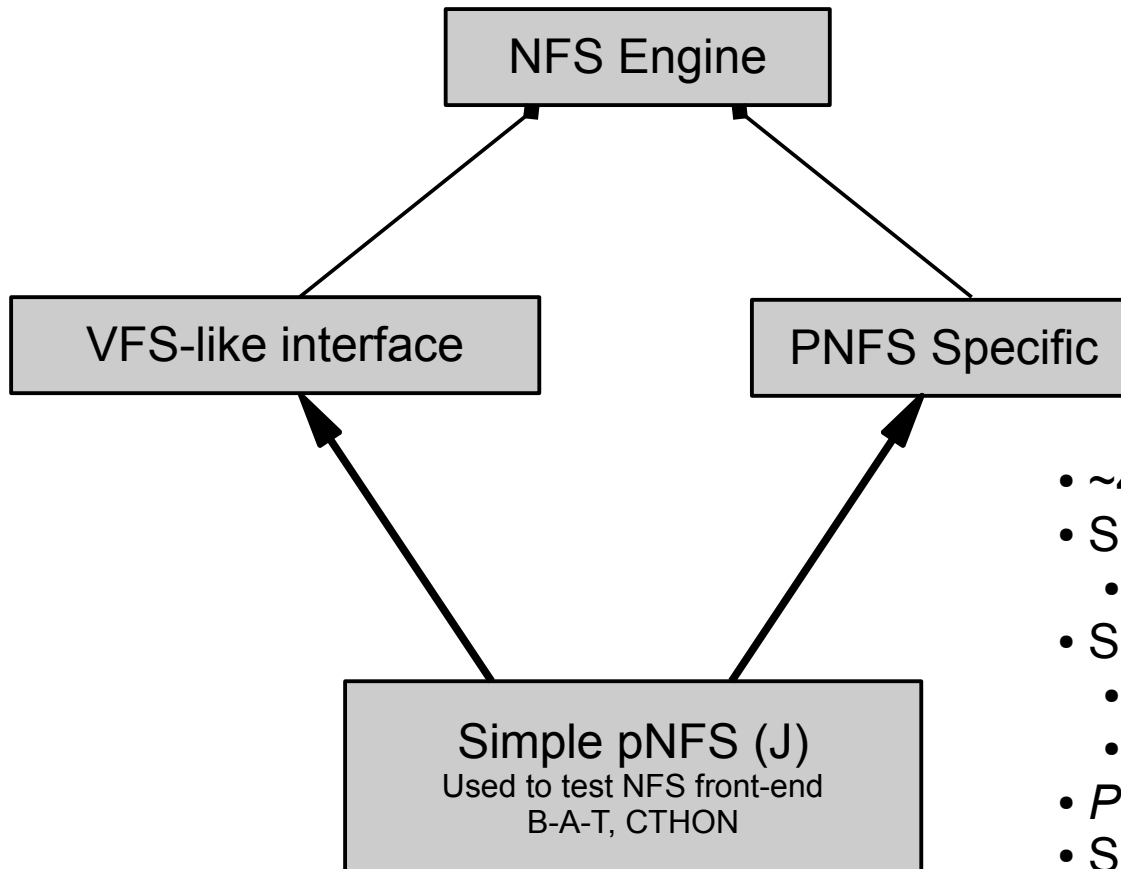 NFS Engine
VFS-like interface
PNFS Specific
Simple pNFS (J)
Used to test NFS front-end
B-A-T, CTHON